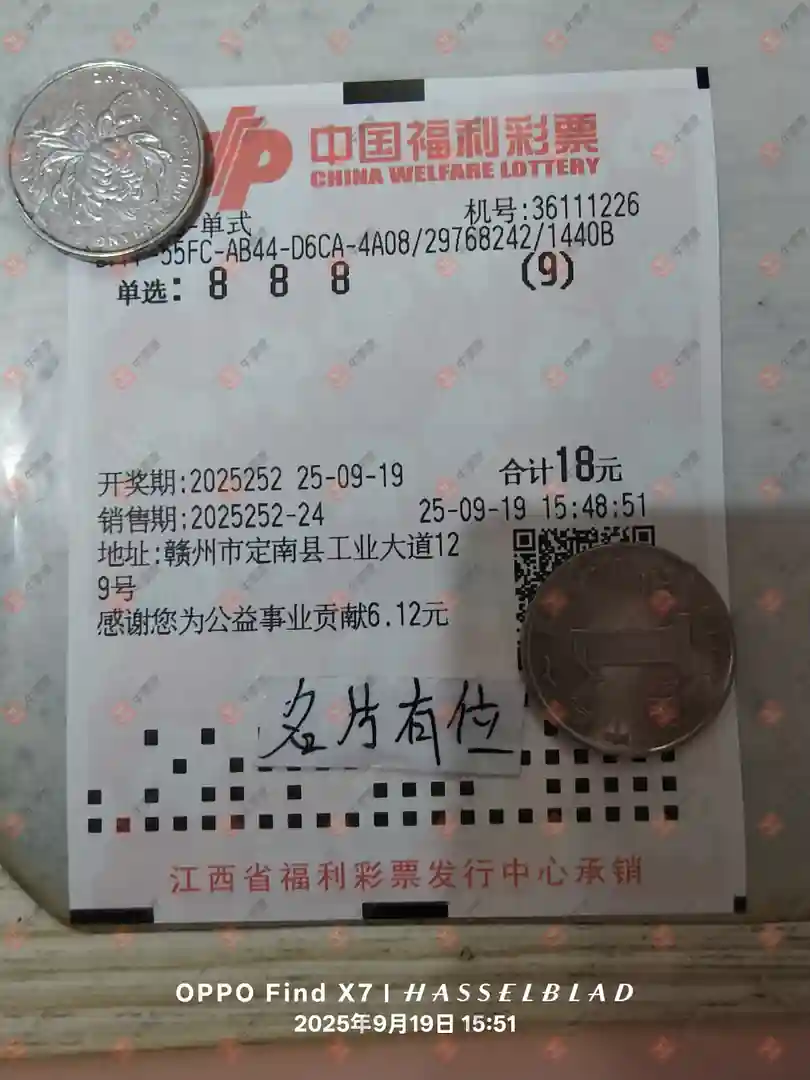 中国福利彩票
CHINA WELFARE LOTTERY
-单式 机号:36111226
-55FC-AB44-D6CA-4A08/29768242/1440B
单选: 8 8 8 (9)
开奖期:2025252 25-09-19 合计18元
销售期:2025252-24 25-09-19 15:48:51
地址:赣州市定南县工业大道12
9号
感谢您为公益事业贡献6.12元
名片有位
江西省福利彩票发行中心承销
OPPO Find X7 | HASSELBLAD
2025年9月19日 15:51